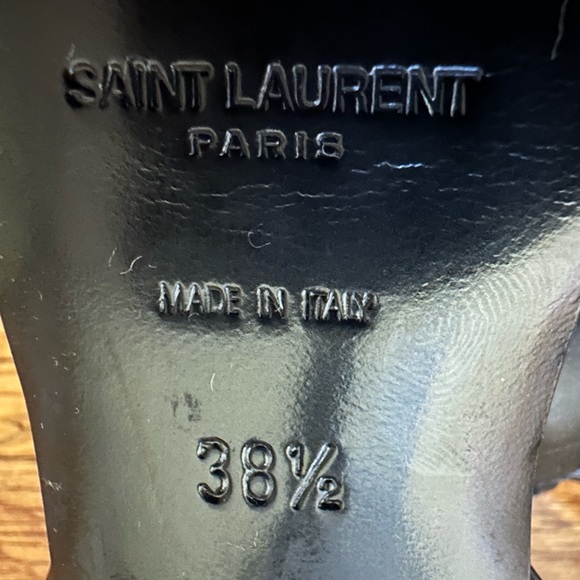 SAINT LAURENT
PARIS
MADE IN ITALY
38½